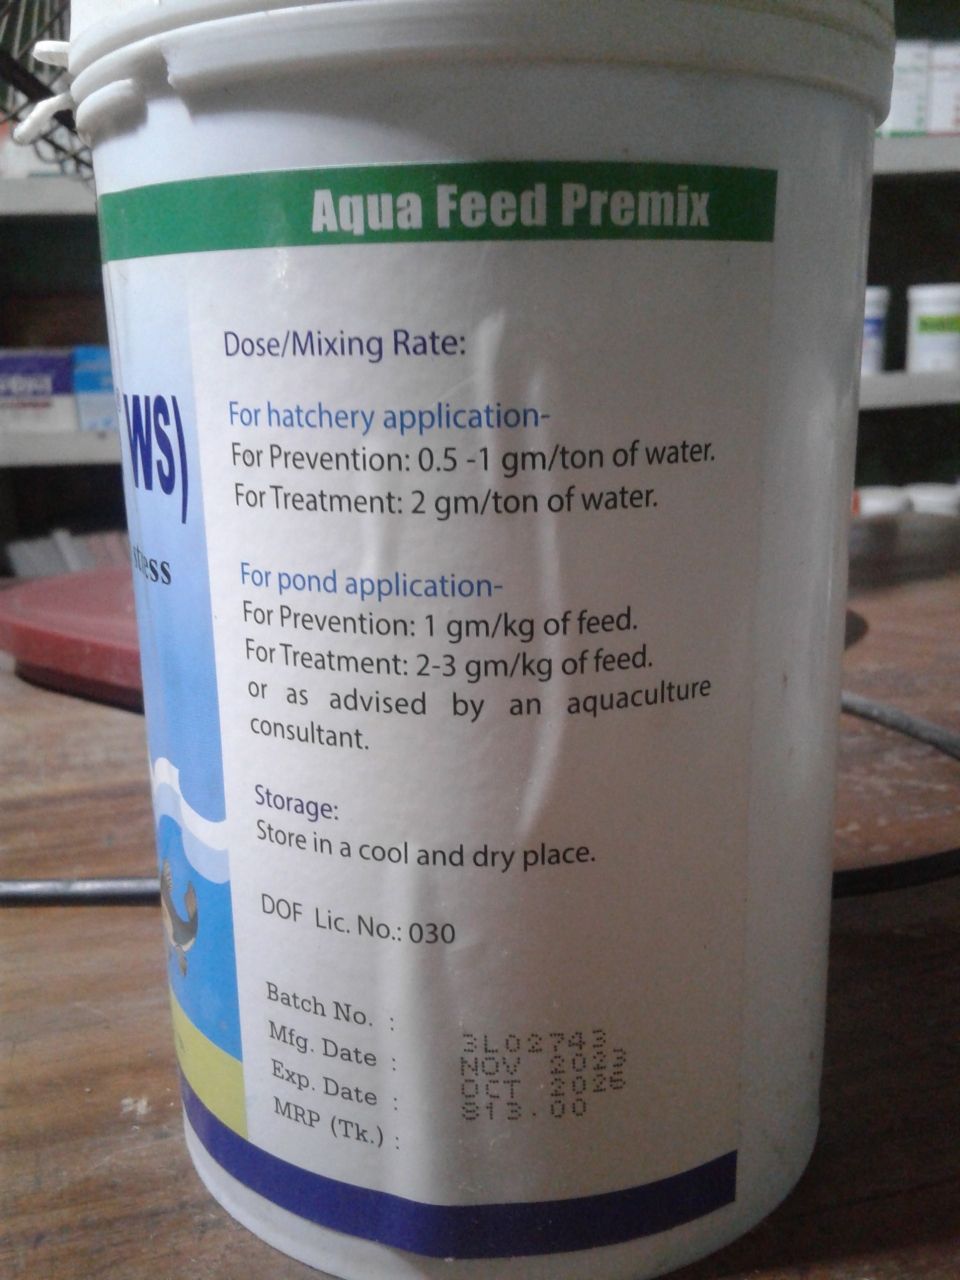 Aqua Feed Premix
WS)
stess
Dose/Mixing Rate:
For hatchery application-
For Prevention: 0.5 -1 gm/ton of water.
For Treatment: 2 gm/ton of water.
For pond application-
For Prevention: 1 gm/kg of feed.
For Treatment: 2-3 gm/kg of feed.
or as advised by an aquaculture
consultant.
Storage:
Store in a cool and dry place.
DOF Lic. No.: 030
Batch No. : 3L02743
Mfg. Date : NOV 2023
Exp. Date : OCT 2025
MRP (Tk.) : 813.00